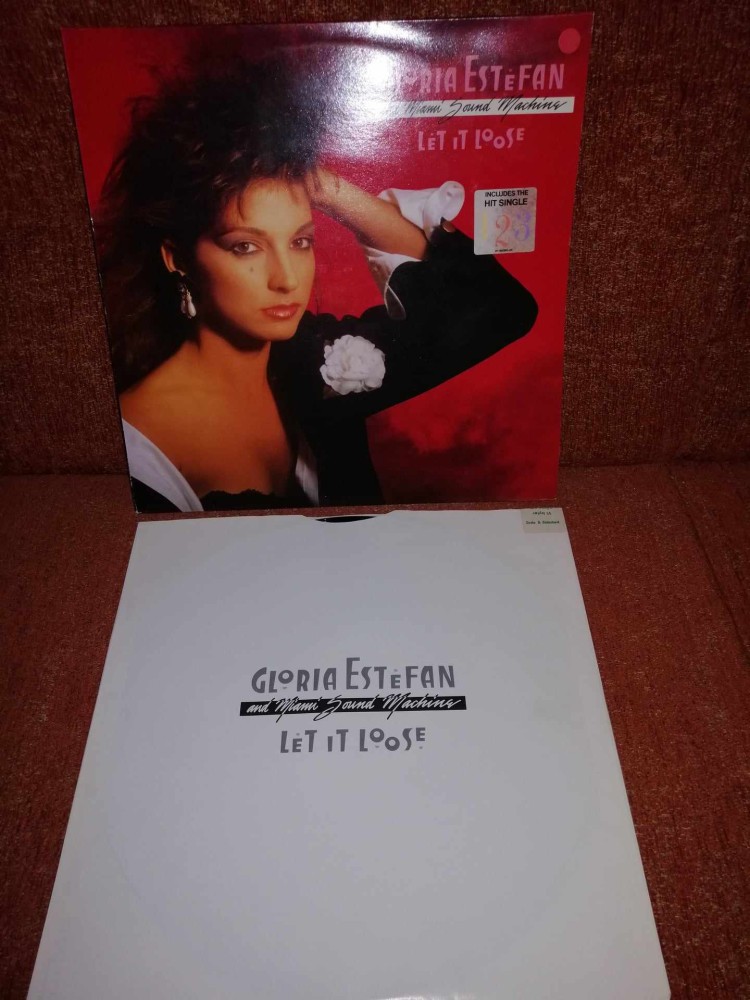 GLORIA ESTEFAN
Miami Sound Machine
LET IT LOOSE
INCLUDES THE
HIT SINGLE
123
GLORIA ESTEFAN
and Miami Sound Machine
LET IT LOOSE